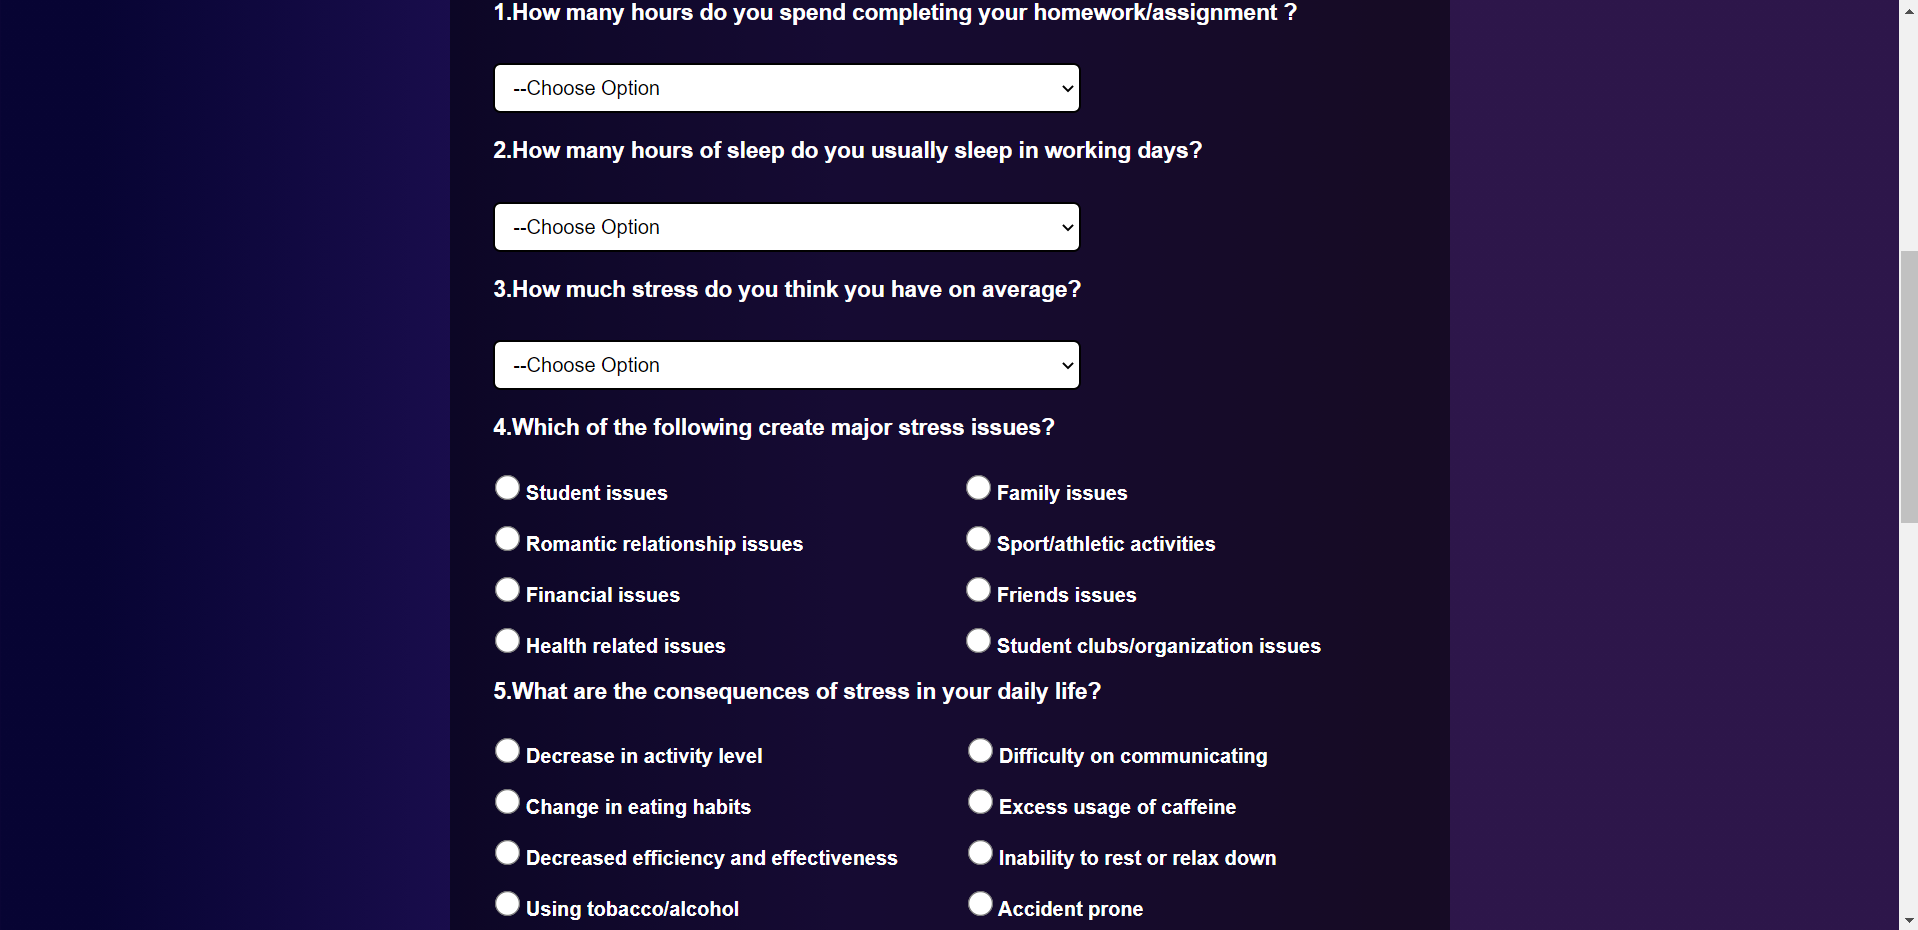 1.How many hours do you spend completing your homework/assignment ?
--Choose Option
2.How many hours of sleep do you usually sleep in working days?
--Choose Option
3.How much stress do you think you have on average?
--Choose Option
4.Which of the following create major stress issues?
Student issues Family issues
Romantic relationship issues Sport/athletic activities
Financial issues Friends issues
Health related issues Student clubs/organization issues
5.What are the consequences of stress in your daily life?
Decrease in activity level Difficulty on communicating
Change in eating habits Excess usage of caffeine
Decreased efficiency and effectiveness Inability to rest or relax down
Using tobacco/alcohol Accident prone